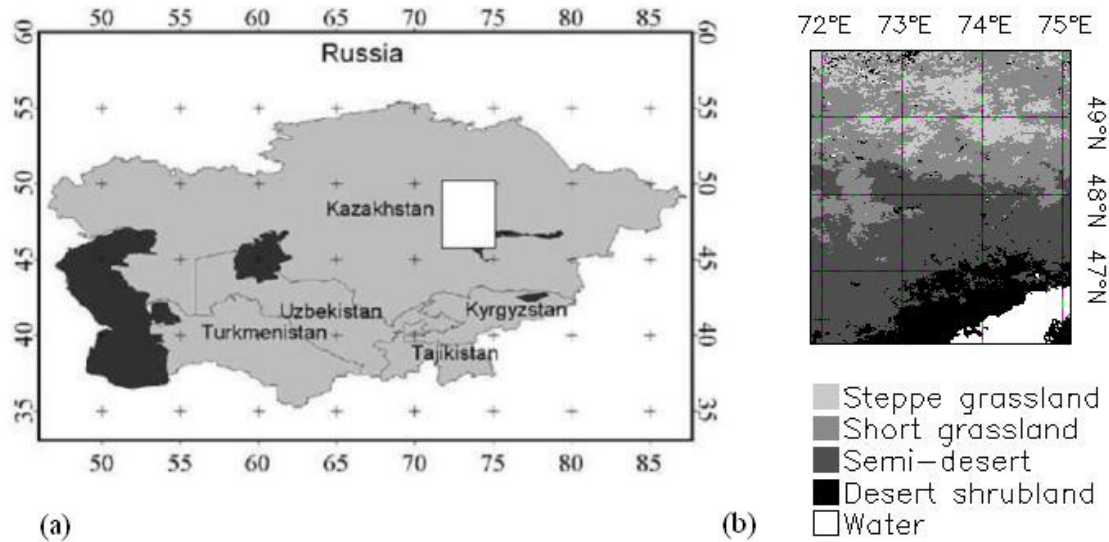 50 55 60 65 70 75 80 85
60 60
Russia
55 55
50 50
Kazakhstan
45 45
Uzbekistan Kyrgyzstan
Turkmenistan
40 40
Tajikistan
35 35
50 55 60 65 70 75 80 85
(a)
72°E 73°E 74°E 75°E
49°N
48°N
47°N
Steppe grassland
Short grassland
Semi-desert
Desert shrubland
Water
(b)